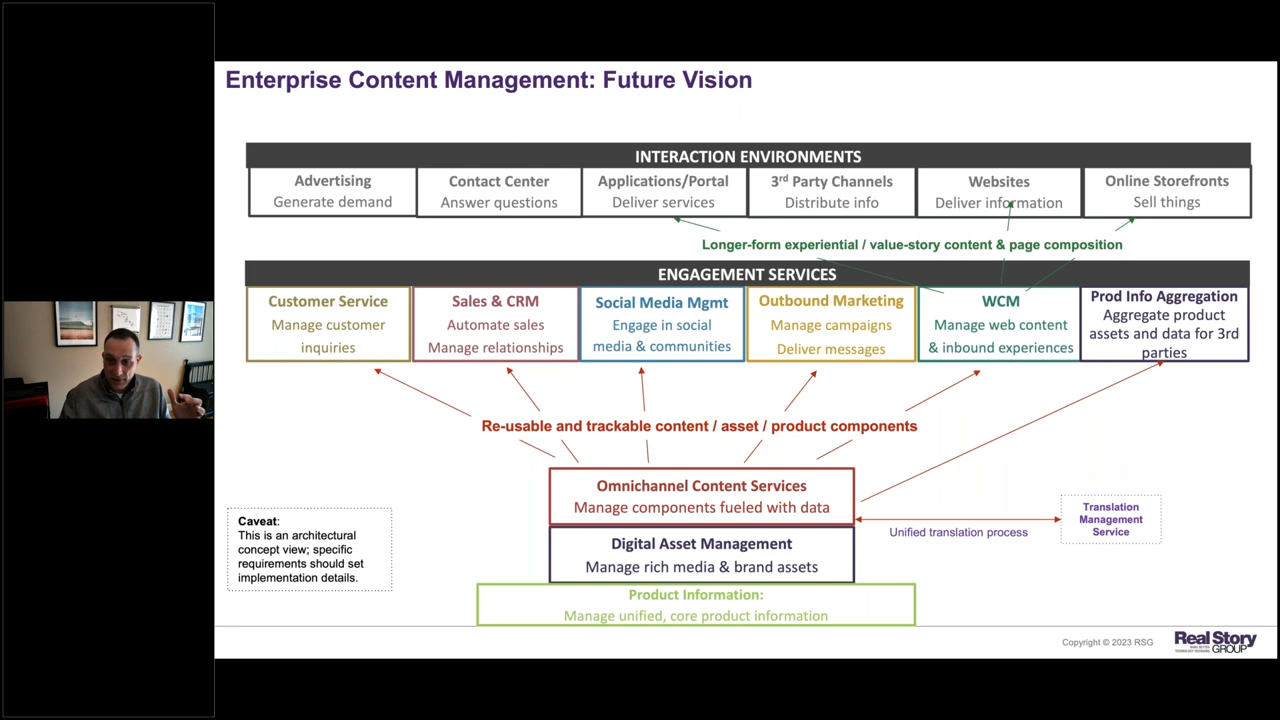 Enterprise Content Management: Future Vision
INTERACTION ENVIRONMENTS
Advertising
Generate demand
Contact Center
Answer questions
Applications/Portal
Deliver services
3rd Party Channels
Distribute info
Websites
Deliver information
Online Storefronts
Sell things
Longer-form experiential / value-story content & page composition
ENGAGEMENT SERVICES
Customer Service
Manage customer
inquiries
Sales & CRM
Automate sales
Manage relationships
Social Media Mgmt
Engage in social
media & communities
Outbound Marketing
Manage campaigns
Deliver messages
WCM
Manage web content
& inbound experiences
Prod Info Aggregation
Aggregate product
assets and data for 3rd
parties
Re-usable and trackable content / asset / product components
Omnichannel Content Services
Manage components fueled with data
Unified translation process
Translation
Management
Service
Digital Asset Management
Manage rich media & brand assets
Product Information:
Manage unified, core product information
Caveat:
This is an architectural
concept view; specific
requirements should set
implementation details.
Copyright © 2023 RSG
Real Story
GROUP